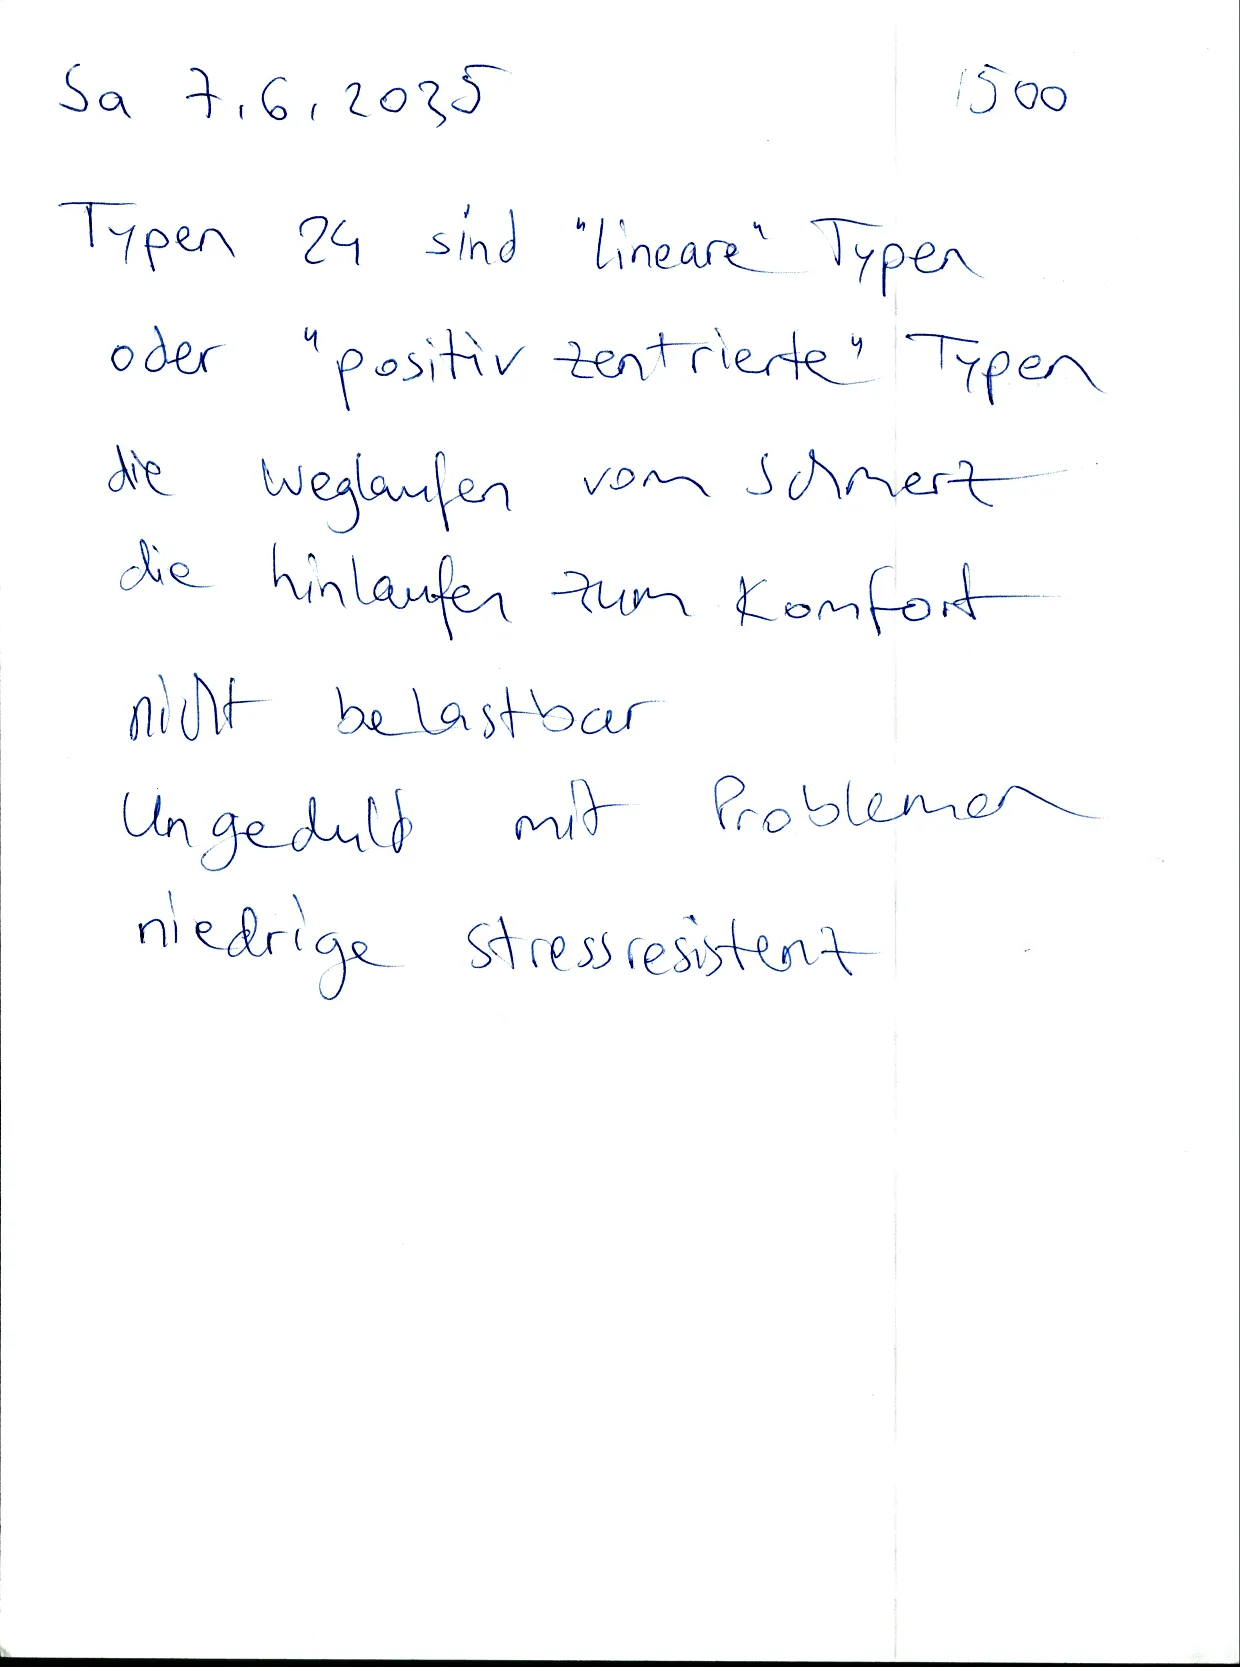 Sa 7.6.2025 1500
Typen 24 sind "lineare" Typen
oder "positiv zentrierte" Typen
die weglaufen vom Schmerz
die hinlaufen zum Komfort
nicht belastbar
Ungeduld mit Problemen
niedrige stressresistenz